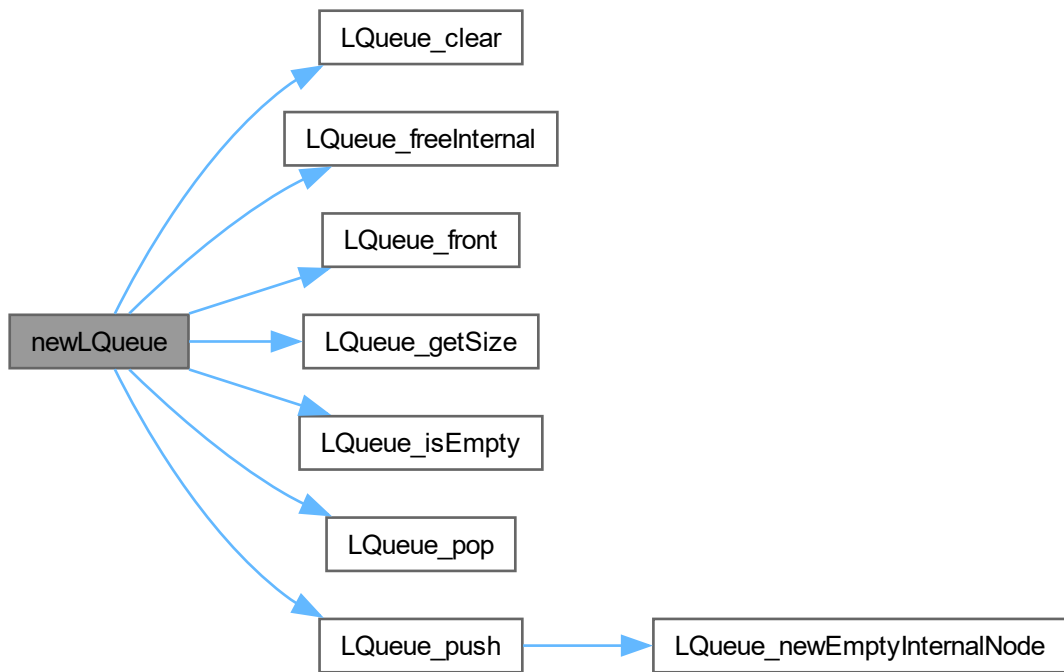 LQueue_clear
LQueue_freeInternal
LQueue_front
newLQueue
LQueue_getSize
LQueue_isEmpty
LQueue_pop
LQueue_push
LQueue_newEmptyInternalNode